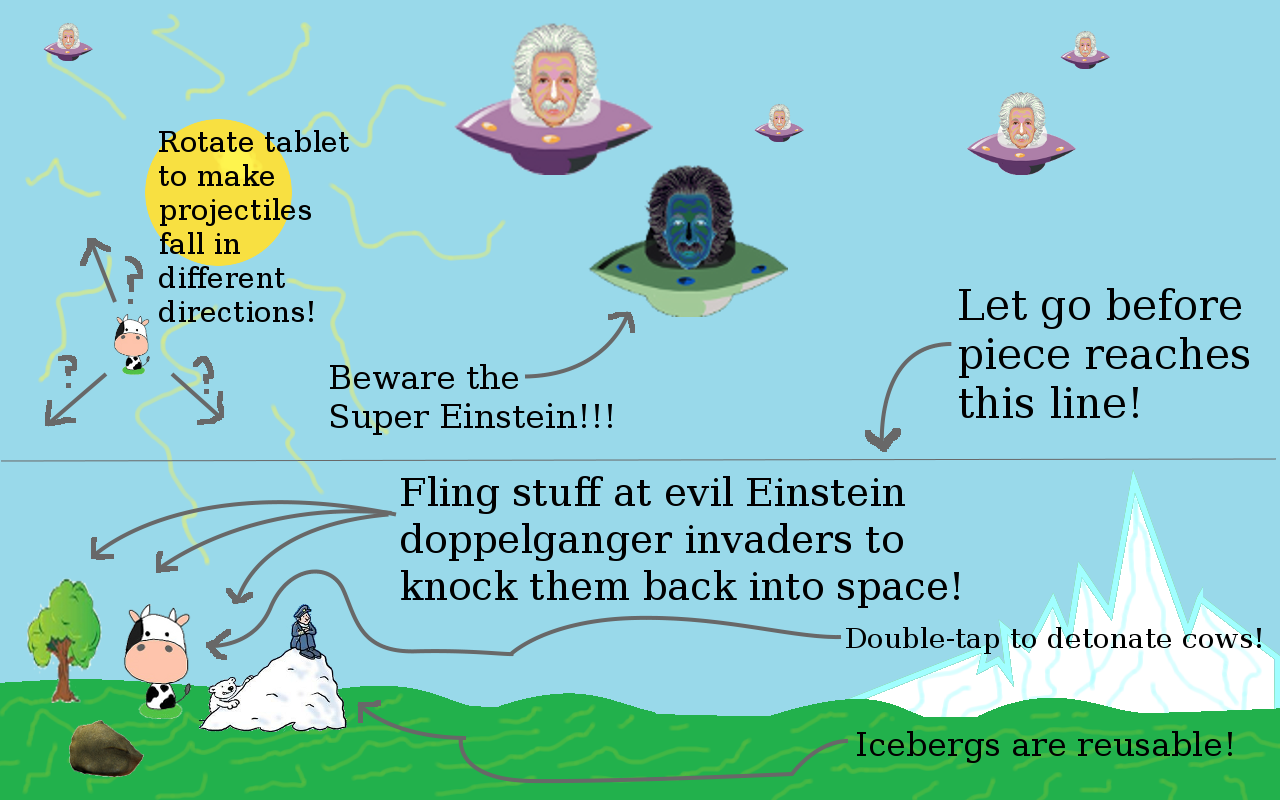 Rotate tablet
to make
projectiles
fall in
different
directions!
?
?
?
Beware the
Super Einstein!!!
Let go before
piece reaches
this line!
Fling stuff at evil Einstein
doppelganger invaders to
knock them back into space!
Double-tap to detonate cows!
Icebergs are reusable!